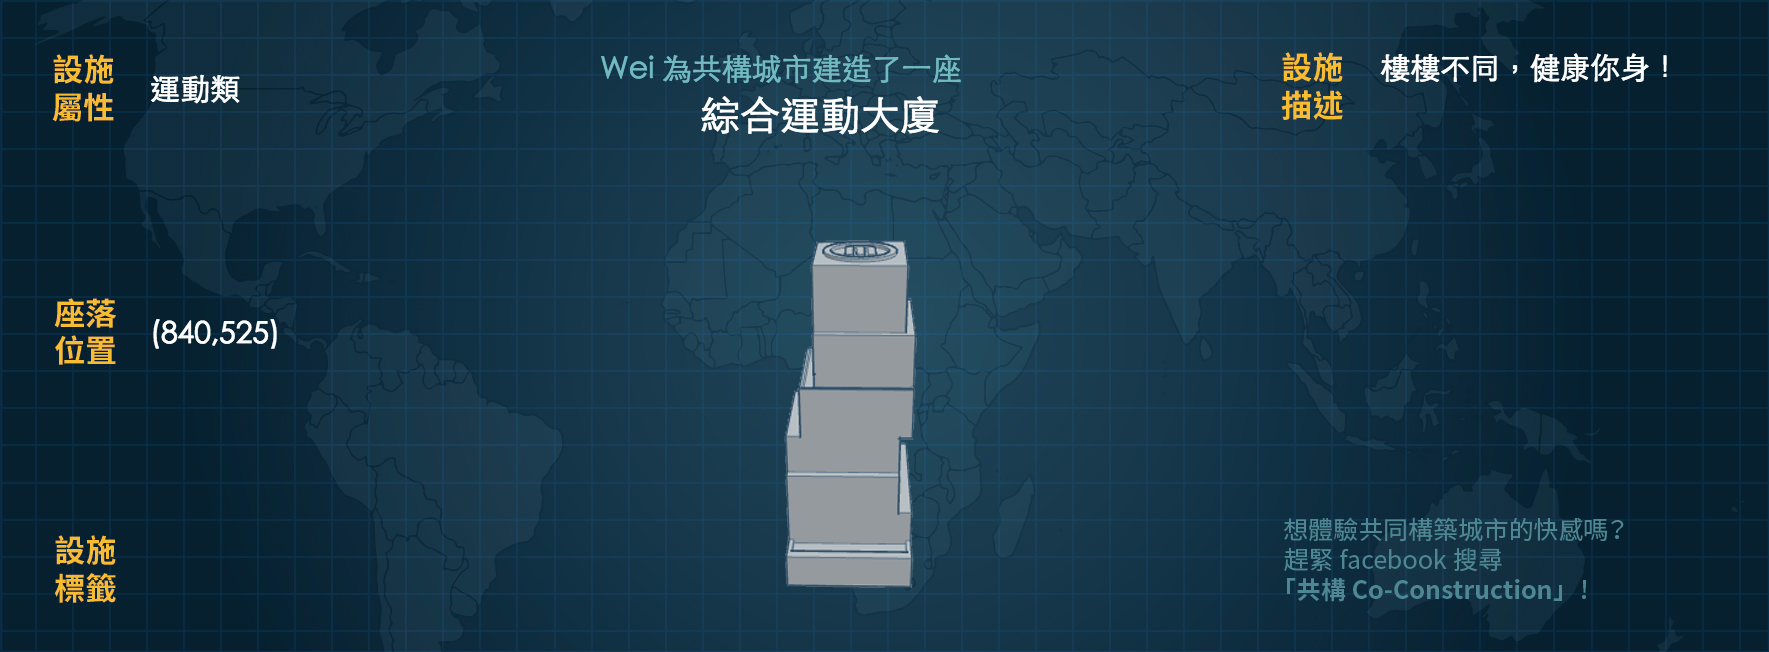 設施
屬性
運動類
Wei 為共構城市建造了一座
綜合運動大廈
設施
描述
樓樓不同，健康你身！
座落
位置
(840,525)
設施
標籤
想體驗共同構築城市的快感嗎？
趕緊 facebook 搜尋
「共構 Co-Construction」！